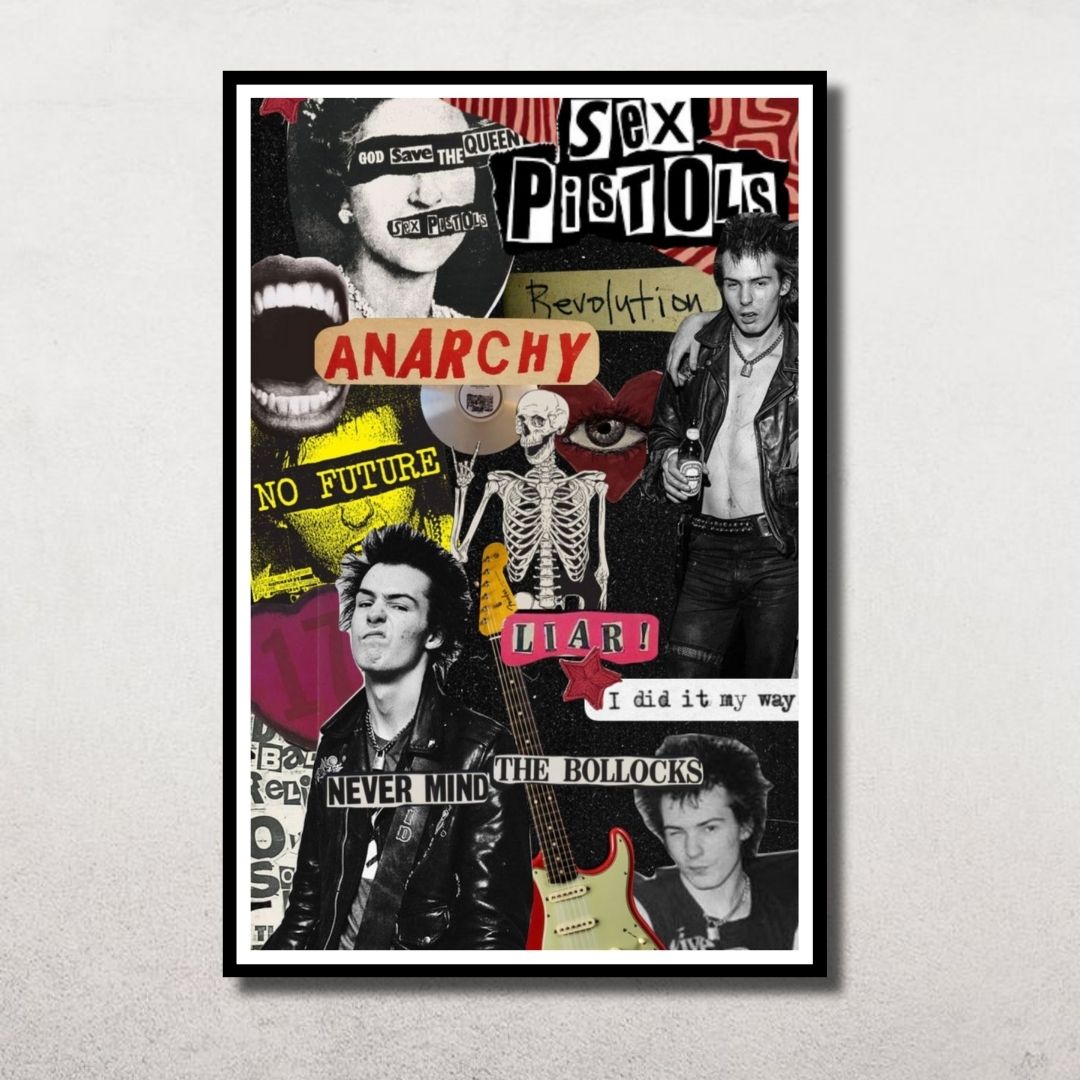 GOD Save THE QUEEN
SEX PISTOLS
SEX
PISTOLS
Revolution
ANARCHY
NO FUTURE
LIAR!
17
I did it my way
NEVER MIND
THE BOLLOCKS